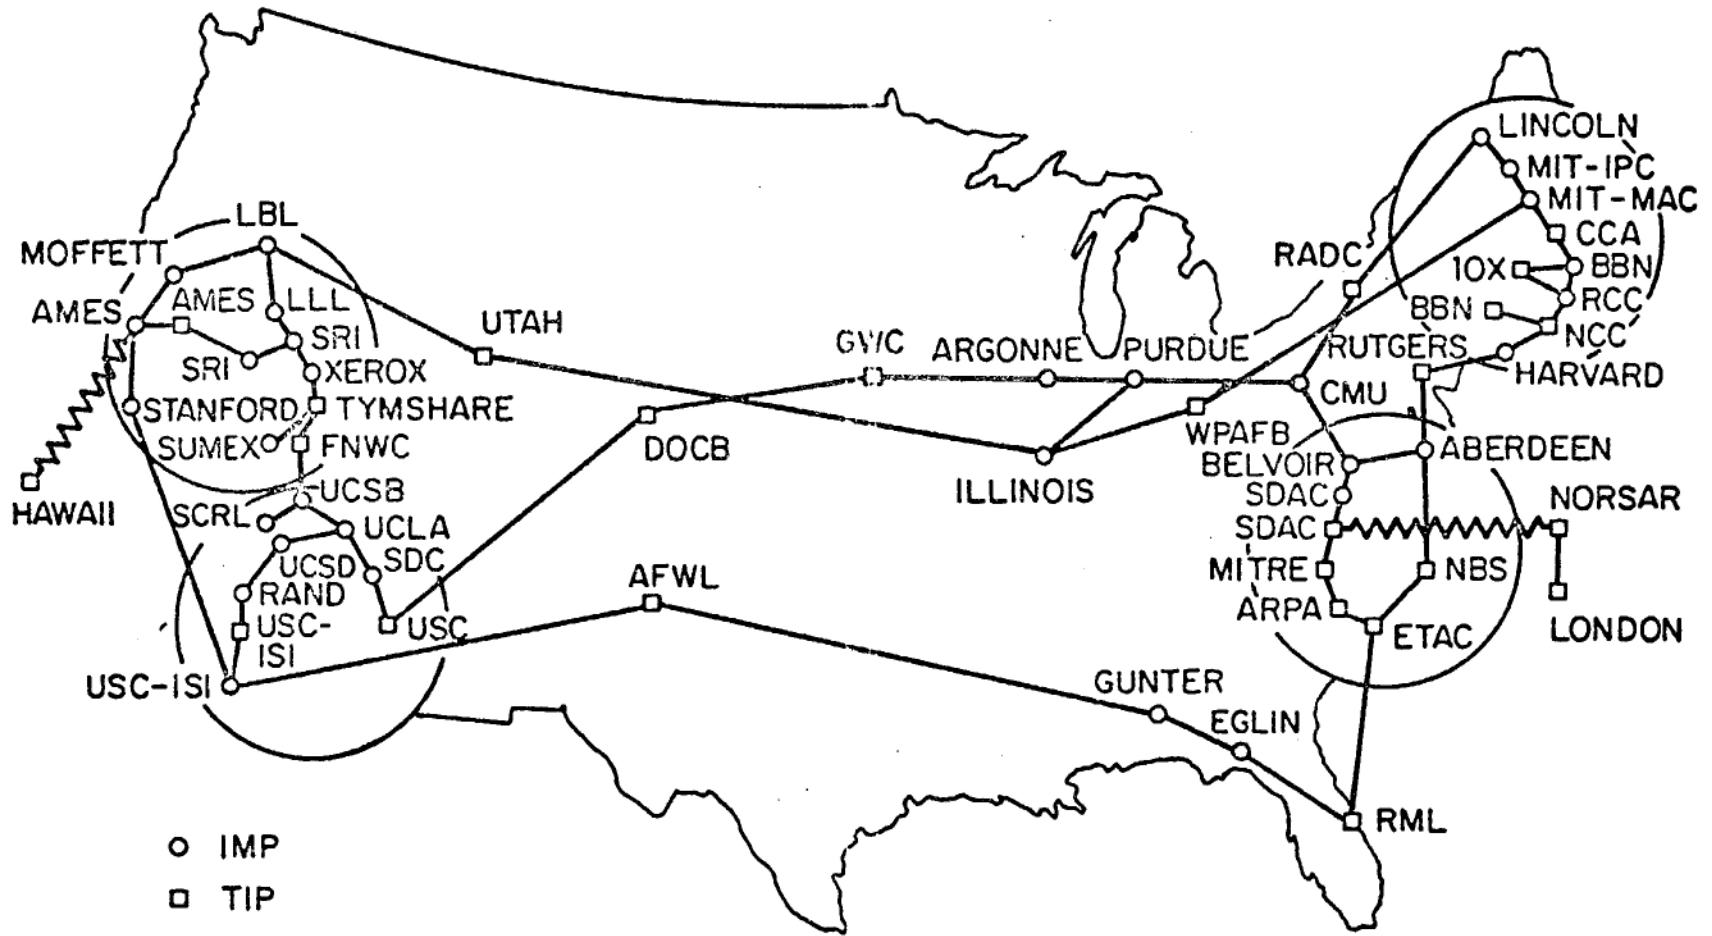 LINCOLN
MIT-IPC
MIT-MAC
LBL
CCA
MOFFETT
RADC
10X
BBN
AMES
AMES
LLL
RCC
BBN
UTAH
SRI
NCC
GWC
ARGONNE
PURDUE
RUTGERS
SRI
XEROX
HARVARD
CMU
STANFORD
TYMSHARE
WPAFB
SUMEX
FNWC
DOCB
BELVOIR
ABERDEEN
UCSB
ILLINOIS
SDAC
NORSAR
HAWAII
SCRL
UCLA
SDAC
SDC
UCSD
AFWL
MITRE
NBS
RAND
ARPA
USC-
ISI
USC
ETAC
LONDON
USC-ISI
GUNTER
EGLIN
RML
IMP
TIP